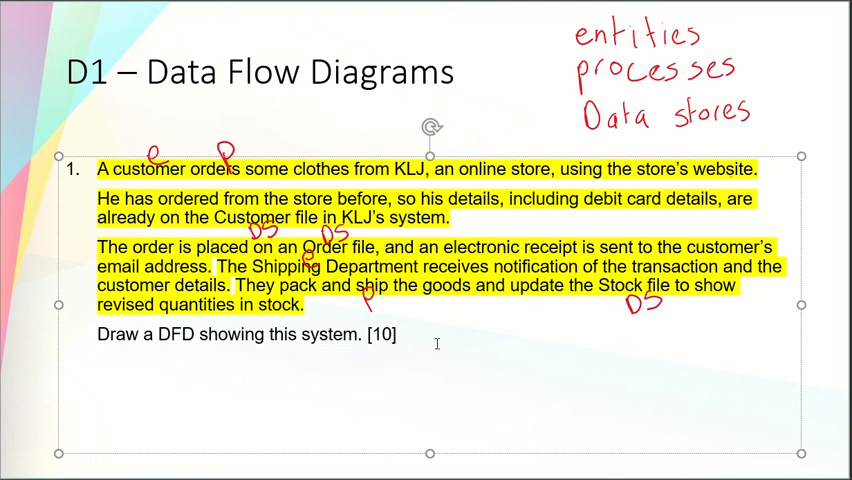 entities
processes
Data stores
D1 – Data Flow Diagrams
e p
1. A customer orders some clothes from KLJ, an online store, using the store's website.
He has ordered from the store before, so his details, including debit card details, are
already on the Customer file in KLJ's system.
DS DS
The order is placed on an Order file, and an electronic receipt is sent to the customer's
e
email address. The Shipping Department receives notification of the transaction and the
customer details. They pack and ship the goods and update the Stock file to show
p DS
revised quantities in stock.
Draw a DFD showing this system. [10]